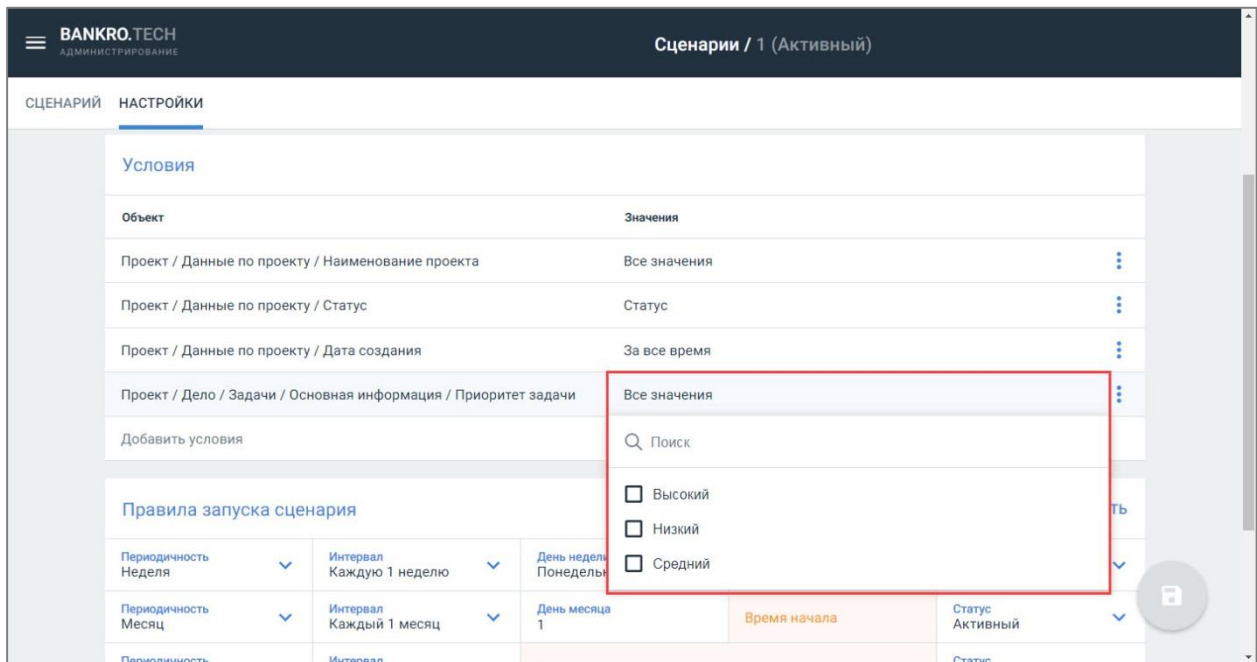 BANKRO.TECH
АДМИНИСТРИРОВАНИЕ
Сценарии / 1 (Активный)
СЦЕНАРИЙ НАСТРОЙКИ
Условия
Объект Значения
Проект / Данные по проекту / Наименование проекта Все значения
Проект / Данные по проекту / Статус Статус
Проект / Данные по проекту / Дата создания За все время
Проект / Дело / Задачи / Основная информация / Приоритет задачи Все значения
Добавить условия
Поиск
Высокий
Низкий
Средний
Правила запуска сценария
Периодичность Интервал День недели
Неделя Каждую 1 неделю
Периодичность Интервал День месяца Статус
Месяц Каждый 1 месяц 1 Время начала Активный
Периодичность Интервал Статус